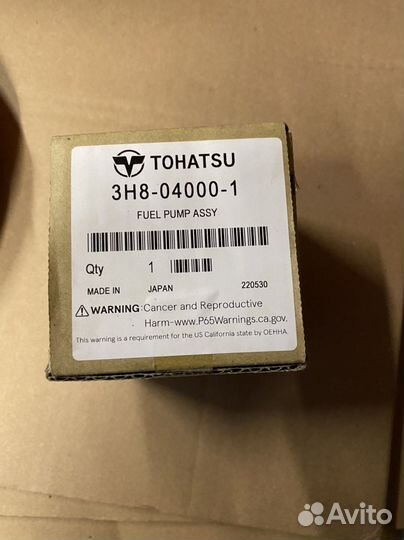 TOHATSU
3H8-04000-1
FUEL PUMP ASSY
Qty 1
MADE IN JAPAN 220530
⚠WARNING: Cancer and Reproductive
Harm-www.P65Warnings.ca.gov.
This warning is a requirement for the US California state by OEHHA.
Avito